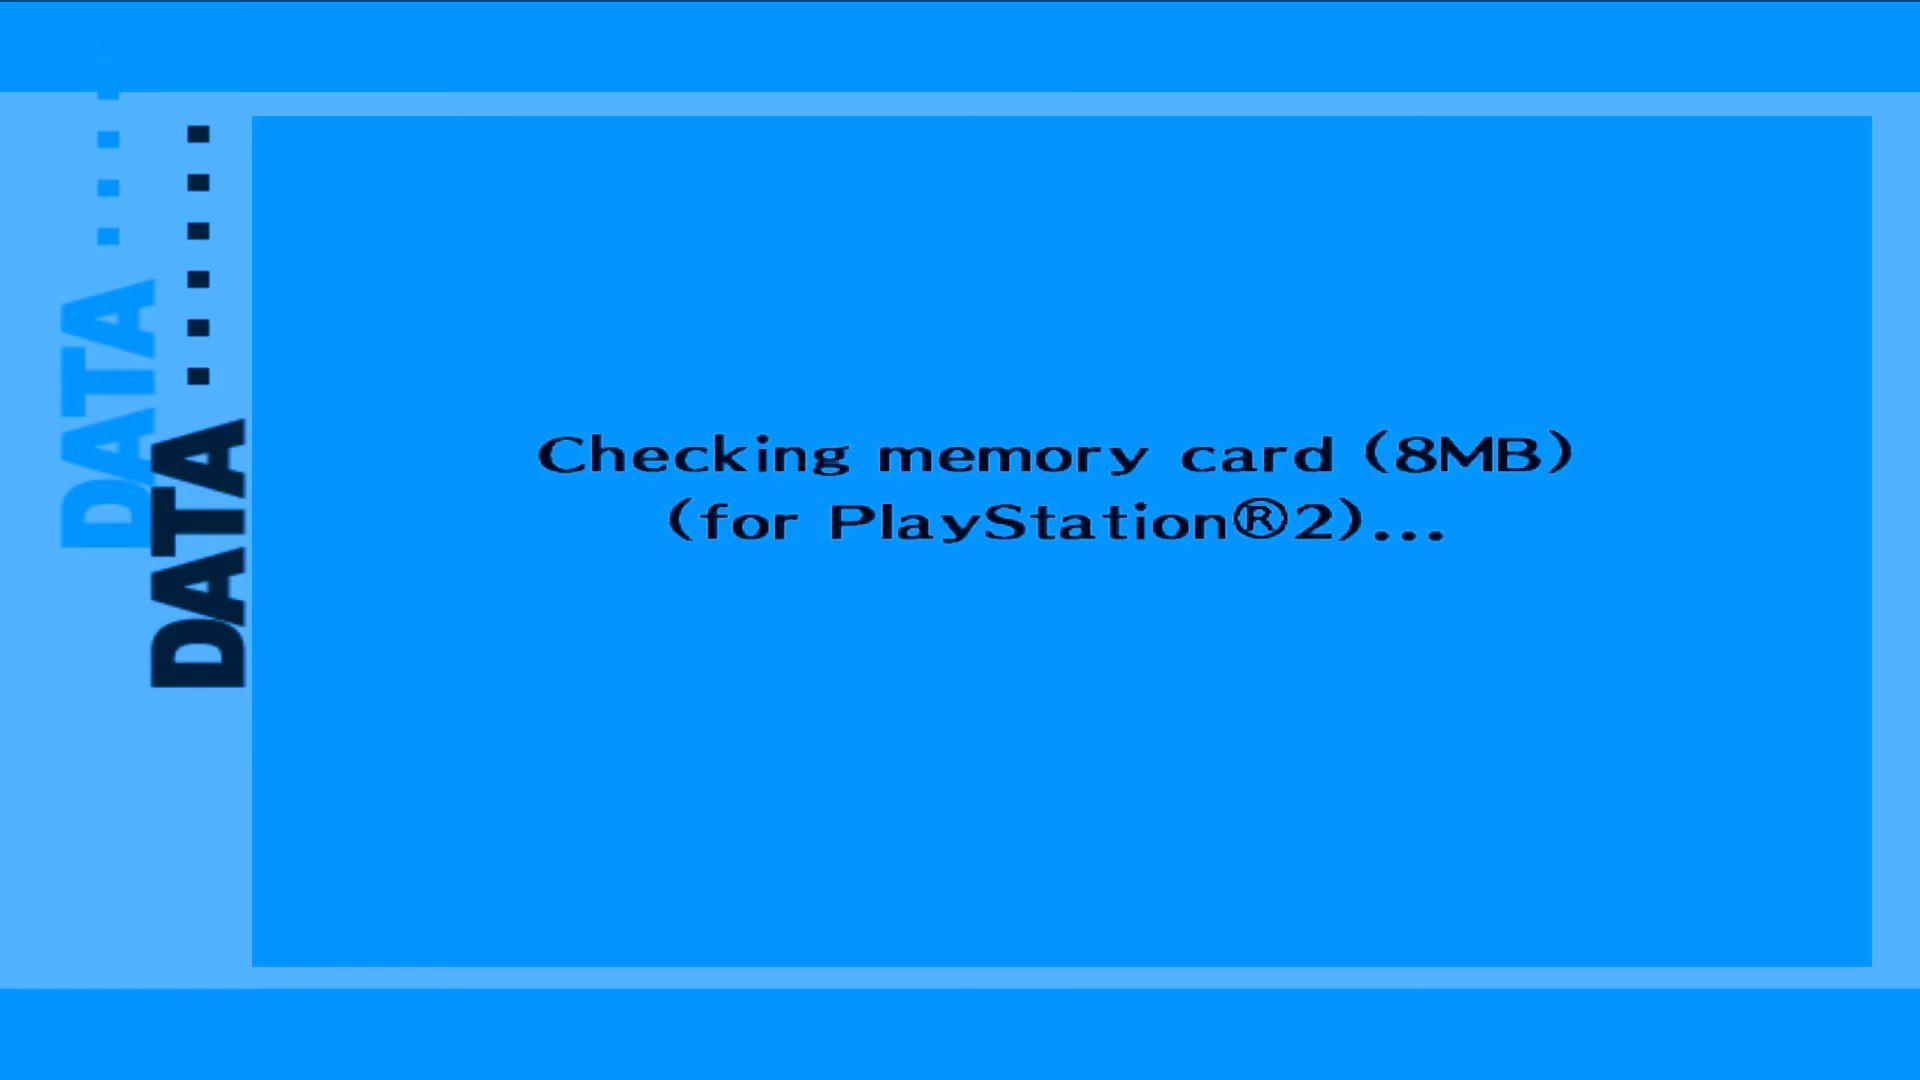 DATA......
DATA....
Checking memory card (8MB)
(for PlayStation®2)...